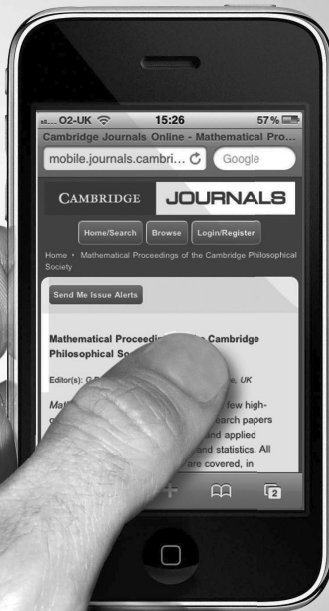 O2-UK 15:26 57%
Cambridge Journals Online - Mathematical Pro...
mobile.journals.cambri... Google
CAMBRIDGE JOURNALS
Home/Search Browse Login/Register
Home • Mathematical Proceedings of the Cambridge Philosophical
Society
Send Me Issue Alerts
Mathematical Cambridge
Philosophical
Editor(s): UK
few high-
search papers
and applied
and statistics. All
are covered, in
2